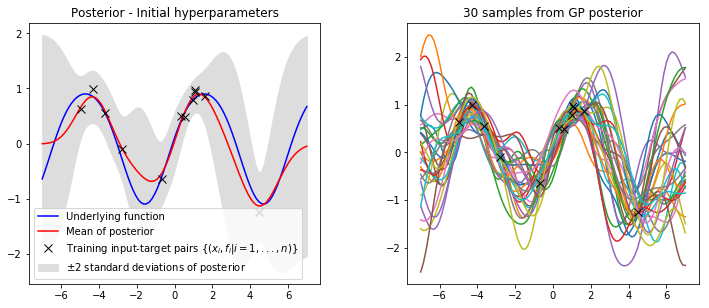 Posterior - Initial hyperparameters
2
1
0
−1
−2
Underlying function
Mean of posterior
Training input-target pairs {(x_i, f_i|i = 1, . . . , n)}
±2 standard deviations of posterior
−6 −4 −2 0 2 4 6
30 samples from GP posterior
2
1
0
−1
−2
−6 −4 −2 0 2 4 6